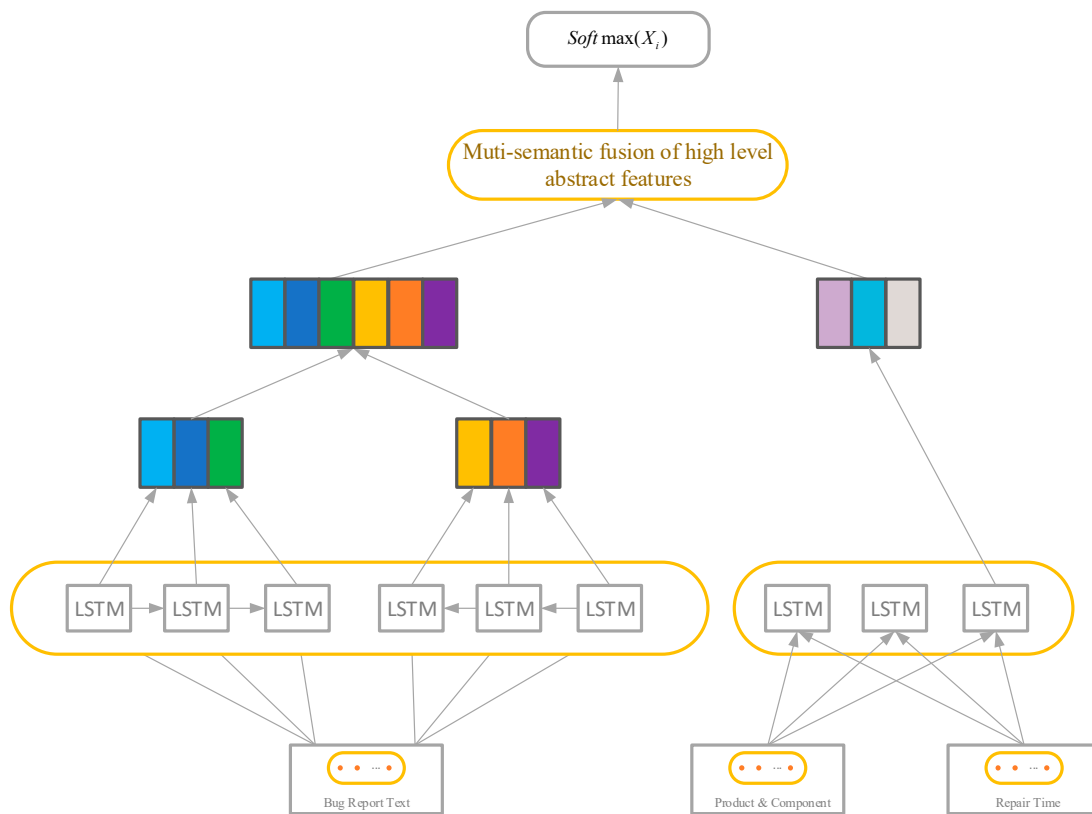 Soft max(Xi)
Muti-semantic fusion of high level
abstract features
LSTM LSTM LSTM LSTM LSTM LSTM LSTM LSTM LSTM
... ... ...
Bug Report Text Product & Component Repair Time